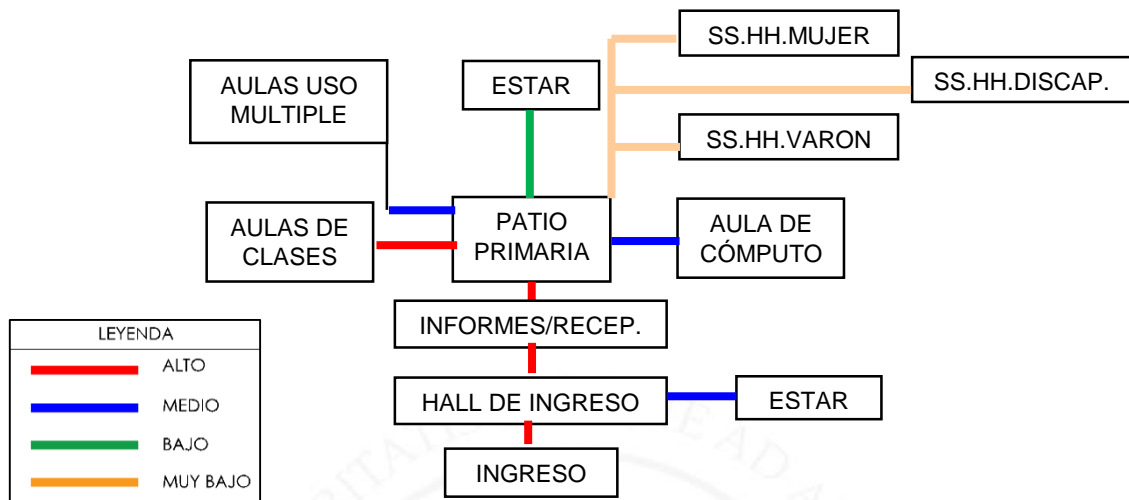 SS.HH.MUJER
AULAS USO
MULTIPLE
ESTAR
SS.HH.DISCAP.
SS.HH.VARON
AULAS DE
CLASES
PATIO
PRIMARIA
AULA DE
CÓMPUTO
INFORMES/RECEP.
HALL DE INGRESO
ESTAR
INGRESO
LEYENDA
ALTO
MEDIO
BAJO
MUY BAJO